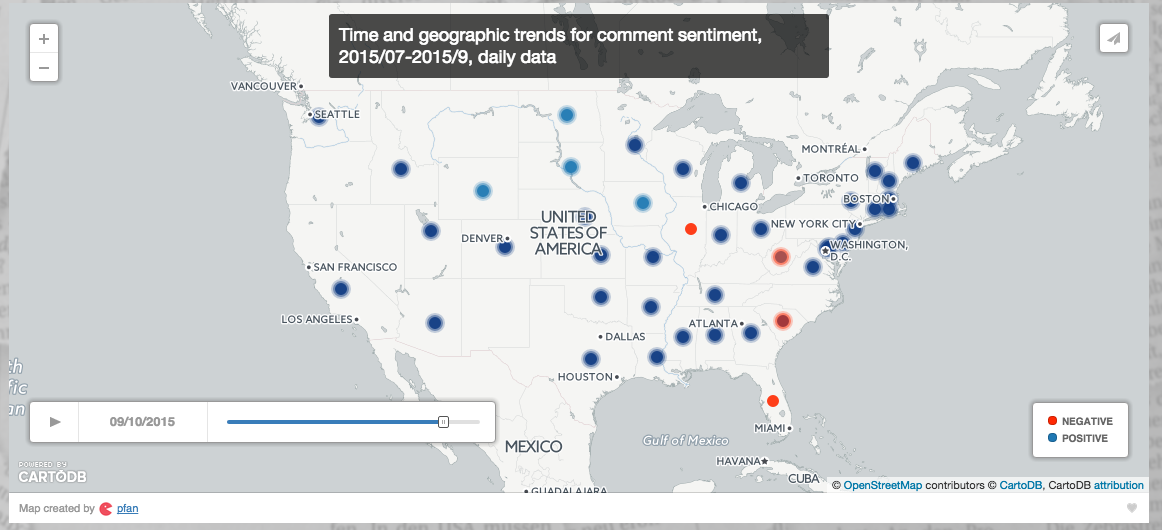 +
−
Time and geographic trends for comment sentiment,
2015/07-2015/9, daily data
VANCOUVER
SEATTLE
MONTRÉAL
TORONTO
BOSTON
CHICAGO
NEW YORK CITY
UNITED
STATES OF
AMERICA
DENVER
WASHINGTON,
D.C.
SAN FRANCISCO
LOS ANGELES
ATLANTA
DALLAS
HOUSTON
MIAMI
Gulf of Mexico
MEXICO
HAVANA
CUBA
GUADALAJARA
09/10/2015
NEGATIVE
POSITIVE
POWERED BY
CARTODB
© OpenStreetMap contributors © CartoDB, CartoDB attribution
Map created by pfan